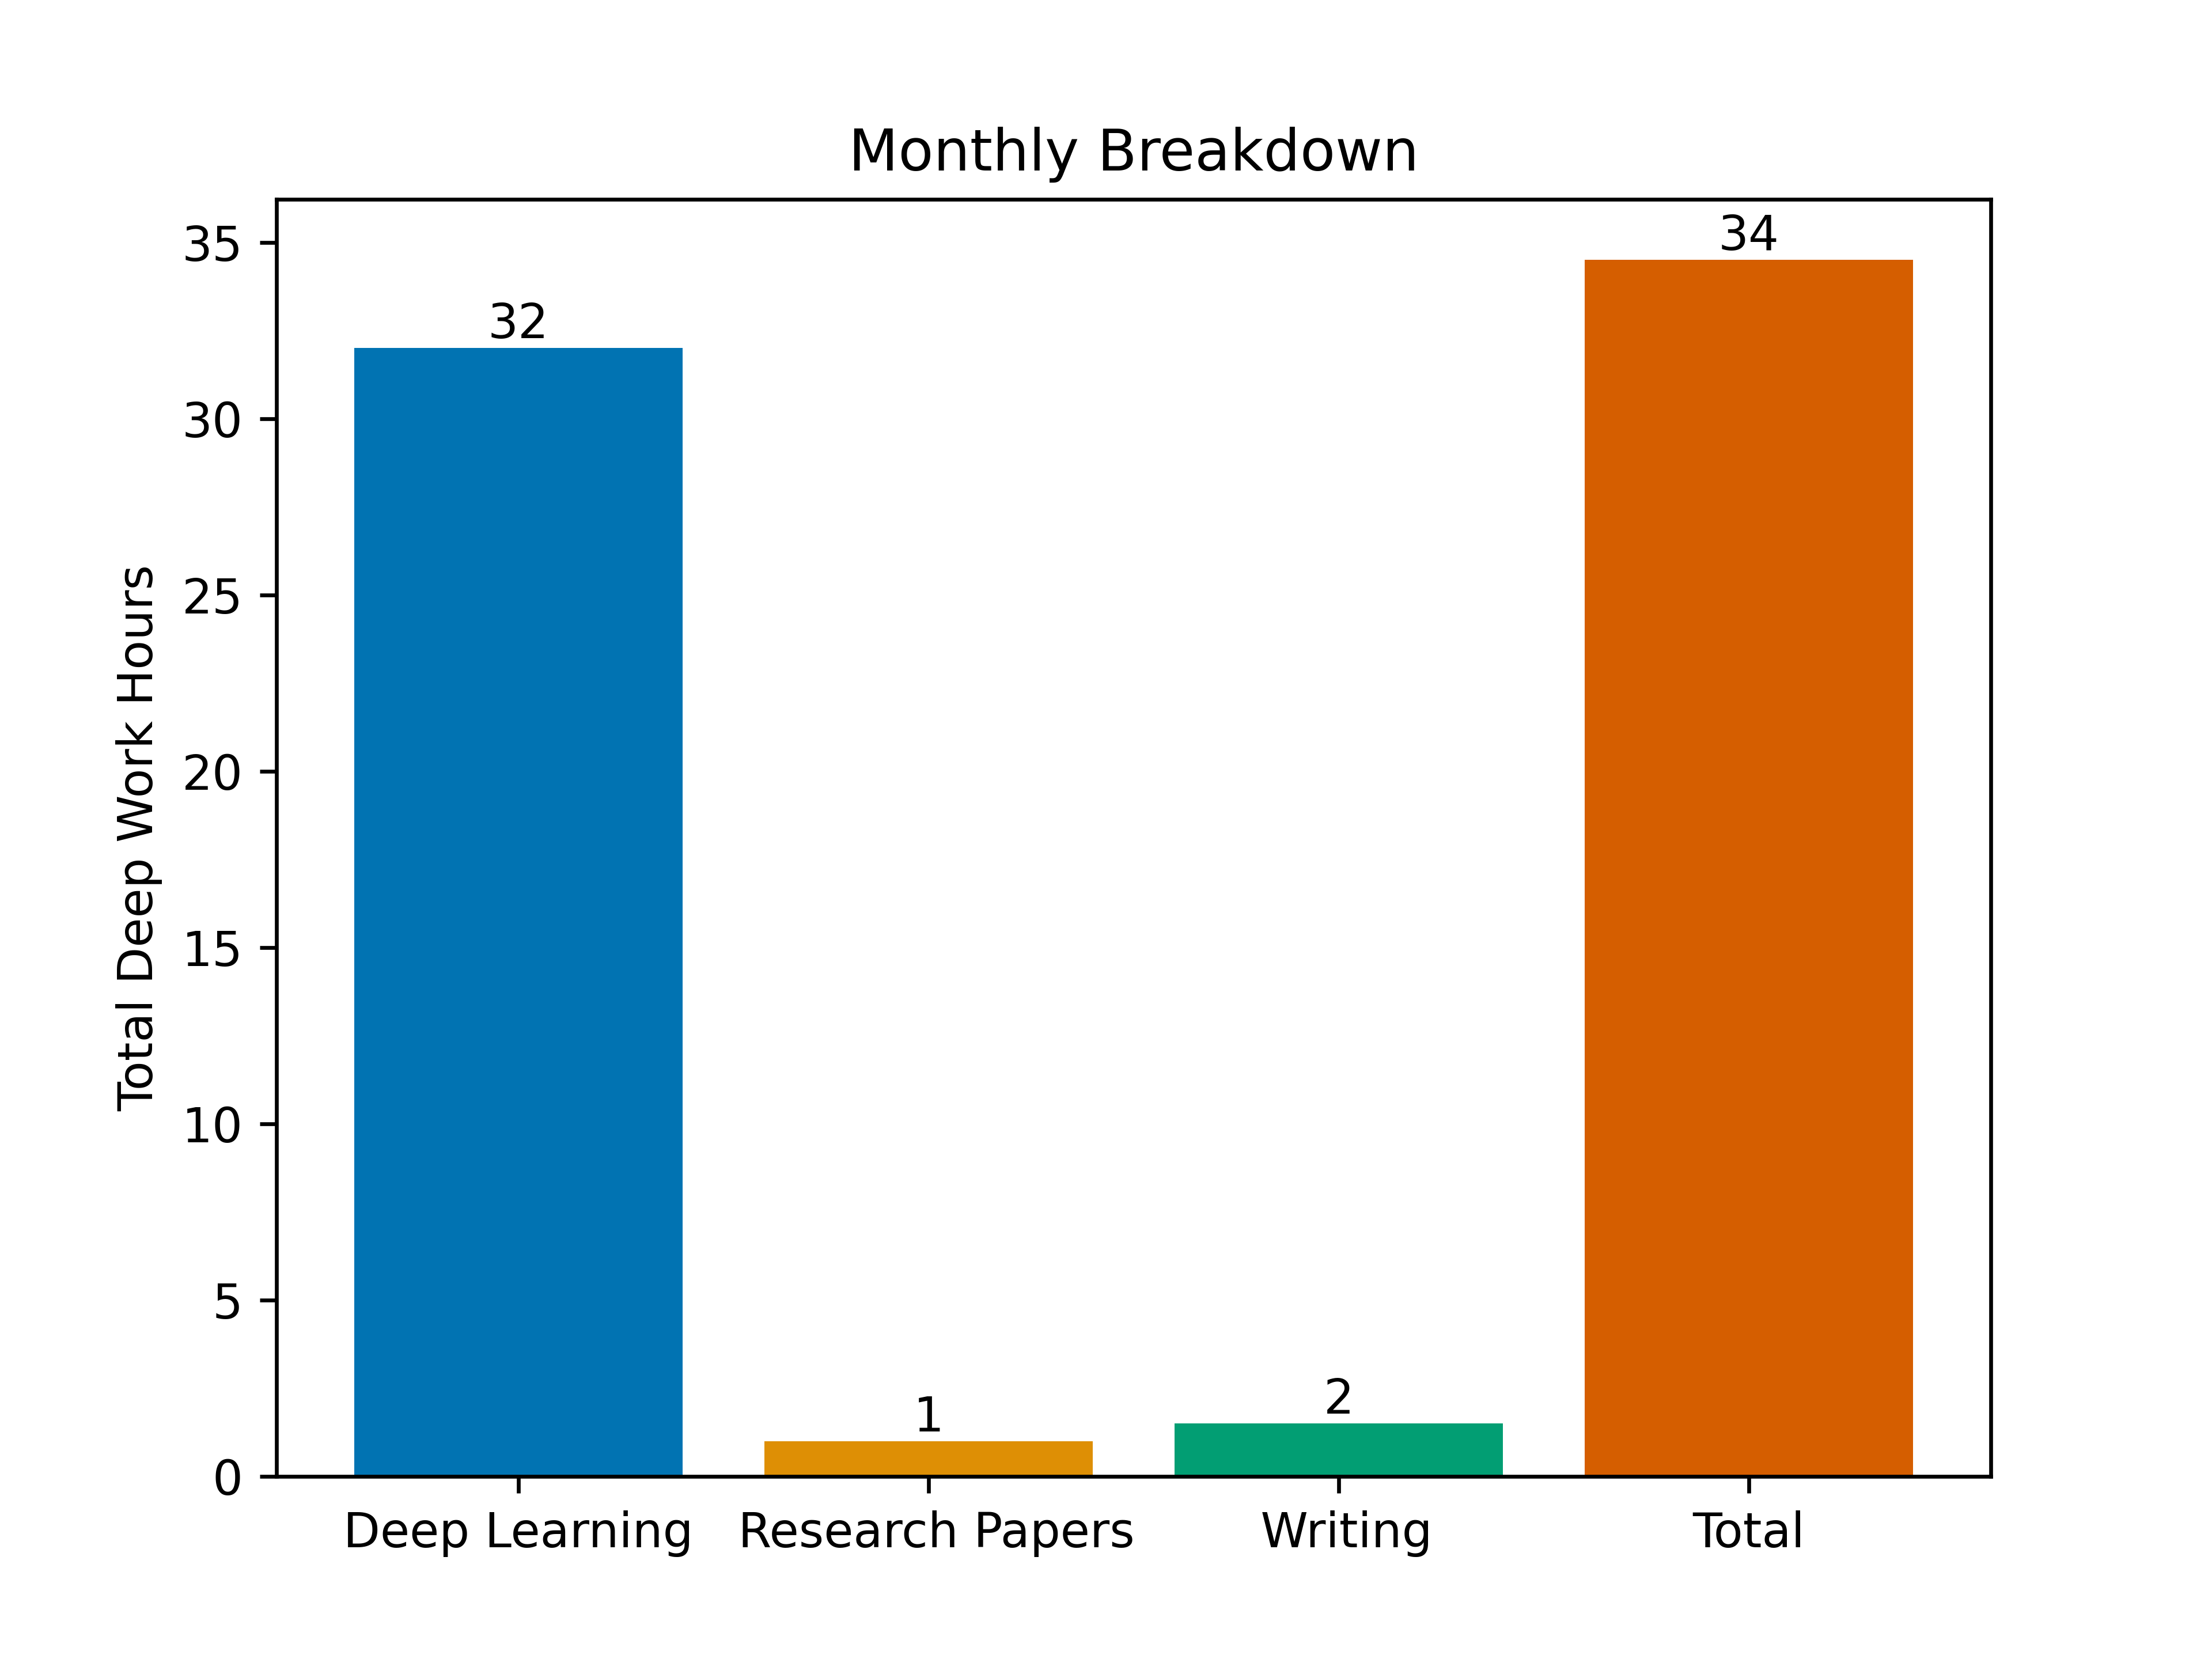 Monthly Breakdown
Total Deep Work Hours
35
30
25
20
15
10
5
0
32
1
2
34
Deep Learning
Research Papers
Writing
Total